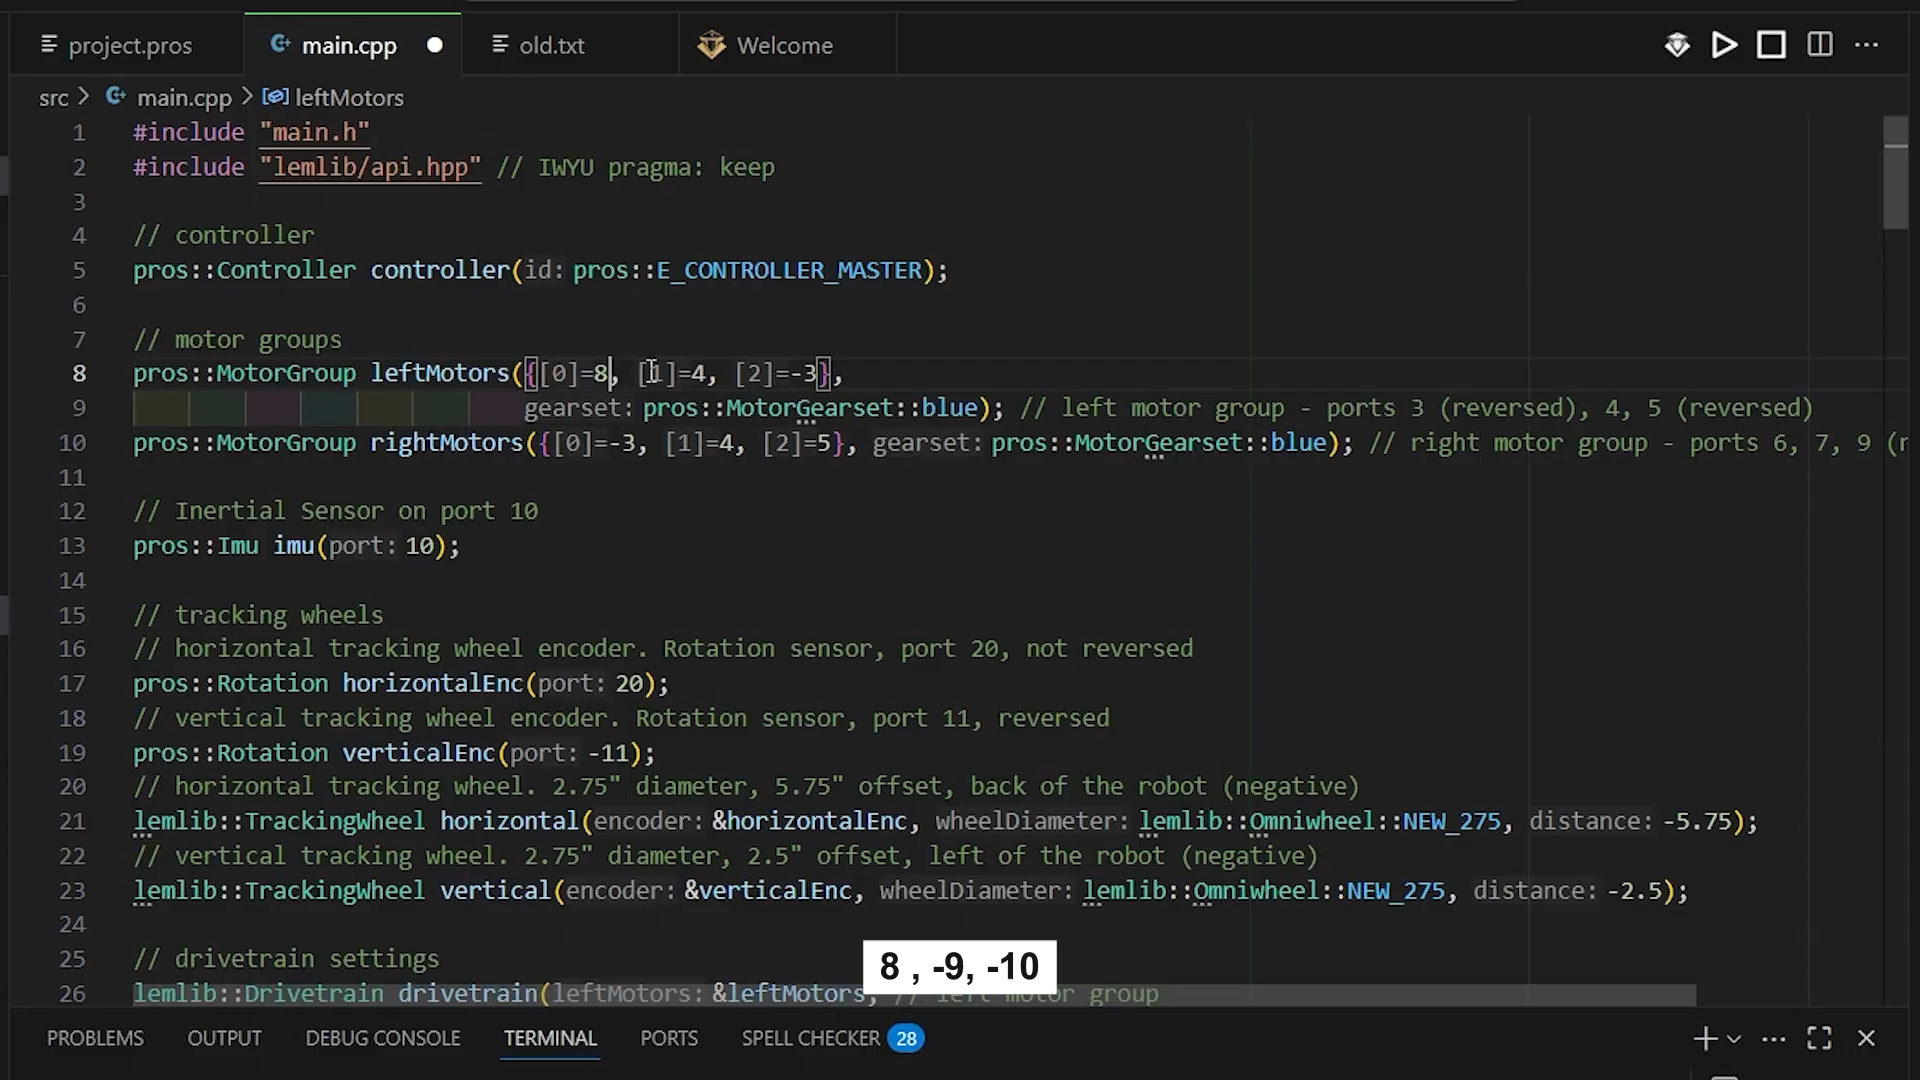 project.pros
main.cpp
old.txt
Welcome
src > main.cpp > leftMotors
1 #include "main.h"
2 #include "lemlib/api.hpp" // IWYU pragma: keep
3
4 // controller
5 pros::Controller controller(id: pros::E_CONTROLLER_MASTER);
6
7 // motor groups
8 pros::MotorGroup leftMotors({[0]=8, [1]=4, [2]=-3},
9 gearset: pros::MotorGearset::blue); // left motor group - ports 3 (reversed), 4, 5 (reversed)
10 pros::MotorGroup rightMotors({[0]=-3, [1]=4, [2]=5}, gearset: pros::MotorGearset::blue); // right motor group - ports 6, 7, 9 (r
11
12 // Inertial Sensor on port 10
13 pros::Imu imu(port: 10);
14
15 // tracking wheels
16 // horizontal tracking wheel encoder. Rotation sensor, port 20, not reversed
17 pros::Rotation horizontalEnc(port: 20);
18 // vertical tracking wheel encoder. Rotation sensor, port 11, reversed
19 pros::Rotation verticalEnc(port: -11);
20 // horizontal tracking wheel. 2.75" diameter, 5.75" offset, back of the robot (negative)
21 lemlib::TrackingWheel horizontal(encoder: &horizontalEnc, wheelDiameter: lemlib::Omniwheel::NEW_275, distance: -5.75);
22 // vertical tracking wheel. 2.75" diameter, 2.5" offset, left of the robot (negative)
23 lemlib::TrackingWheel vertical(encoder: &verticalEnc, wheelDiameter: lemlib::Omniwheel::NEW_275, distance: -2.5);
24
25 // drivetrain settings
26 lemlib::Drivetrain drivetrain(leftMotors: &leftMotors, // left motor group
8 , -9, -10
PROBLEMS OUTPUT DEBUG CONSOLE TERMINAL PORTS SPELL CHECKER 28